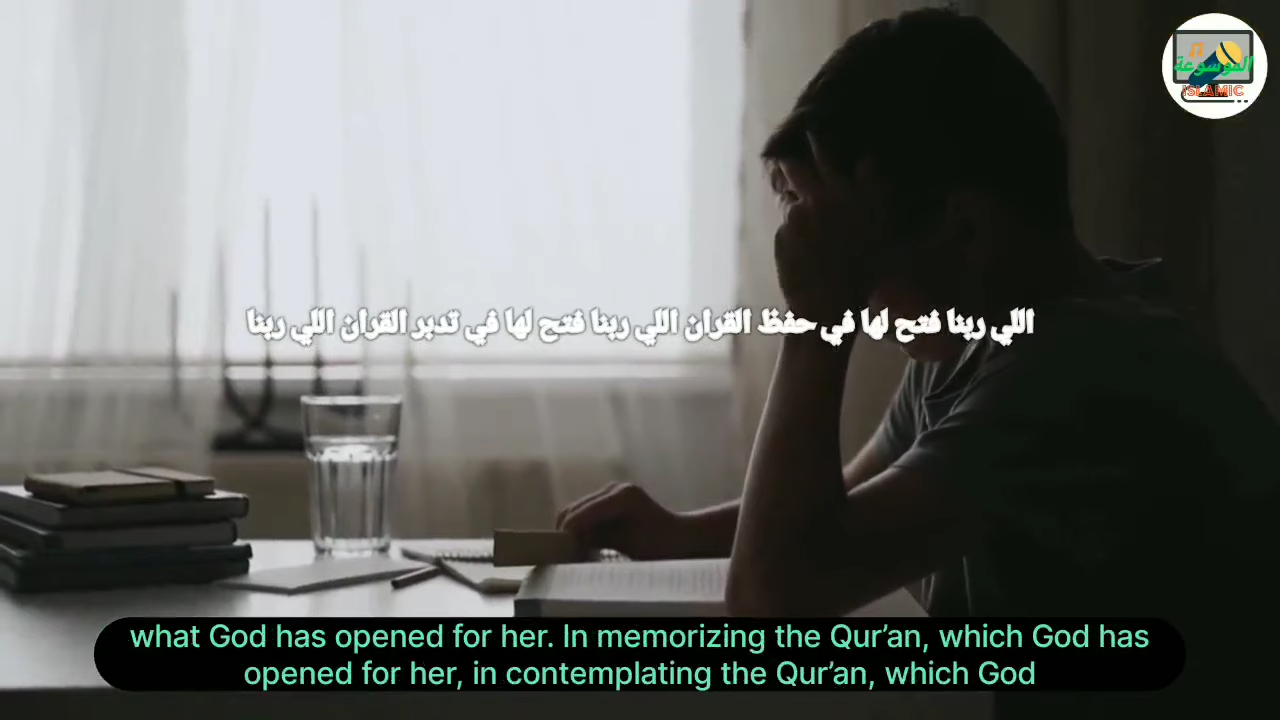 الموسوعة
ISLAMIC
اللي ربنا فتح لها في حفظ القران اللي ربنا فتح لها في تدبر القران اللي ربنا
what God has opened for her. In memorizing the Qur’an, which God has
opened for her, in contemplating the Qur’an, which God